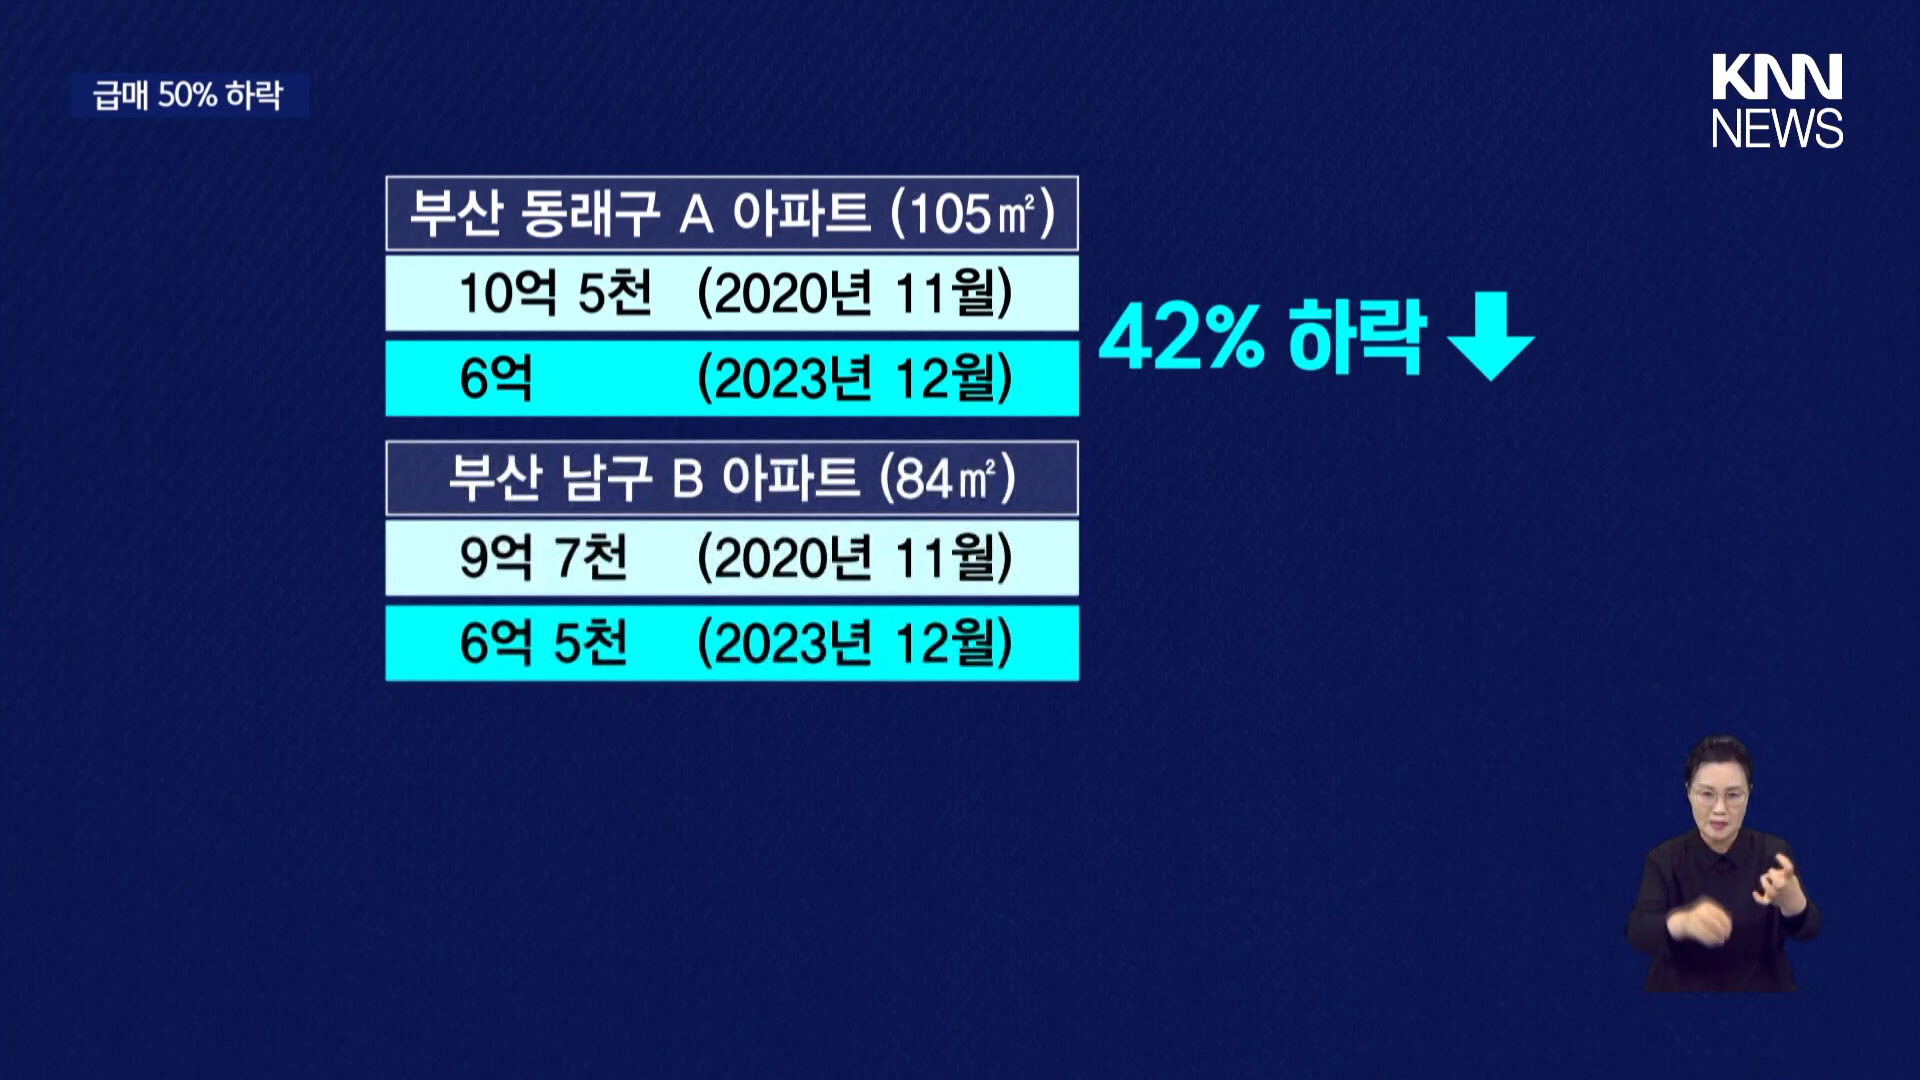 급매 50% 하락
KNN
NEWS
부산 동래구 A 아파트 (105㎡)
10억 5천 (2020년 11월)
6억 (2023년 12월)
42% 하락
부산 남구 B 아파트 (84㎡)
9억 7천 (2020년 11월)
6억 5천 (2023년 12월)